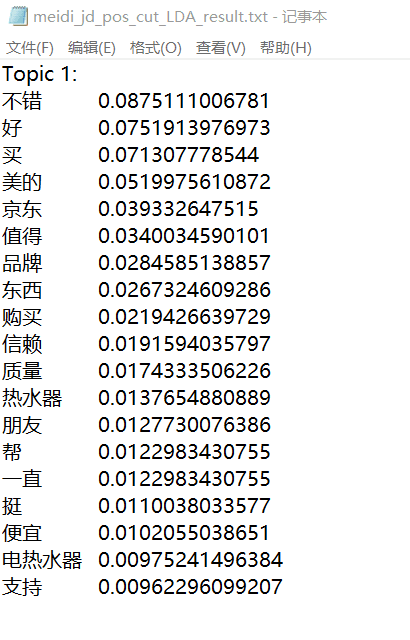 meidi_jd_pos_cut_LDA_result.txt - 记事本
文件(F) 编辑(E) 格式(O) 查看(V) 帮助(H)
Topic 1:
不错 0.0875111006781
好 0.0751913976973
买 0.071307778544
美的 0.0519975610872
京东 0.039332647515
值得 0.0340034590101
品牌 0.0284585138857
东西 0.0267324609286
购买 0.0219426639729
信赖 0.0191594035797
质量 0.0174333506226
热水器 0.0137654880889
朋友 0.0127730076386
帮 0.0122983430755
一直 0.0122983430755
挺 0.0110038033577
便宜 0.0102055038651
电热水器 0.00975241496384
支持 0.00962296099207